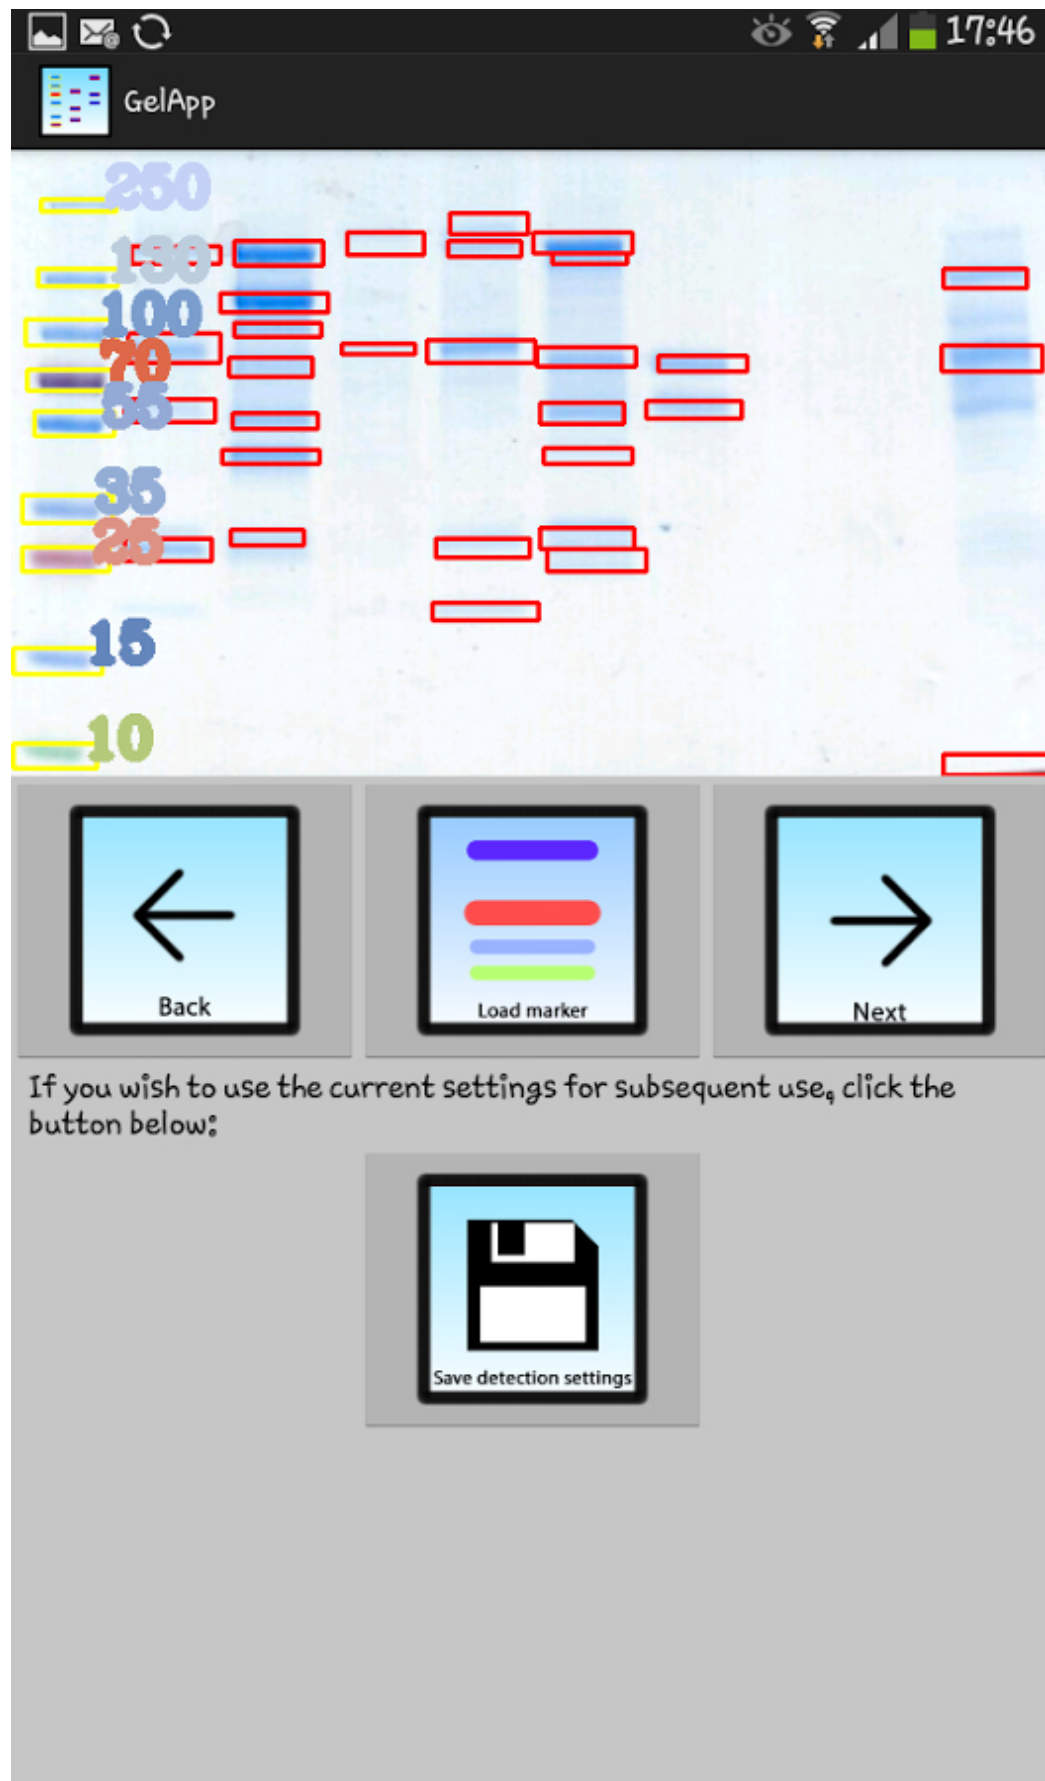 17:46
GelApp
250
130
100
70
55
35
25
15
10
Back
Load marker
Next
If you wish to use the current settings for subsequent use, click the
button below:
Save detection settings